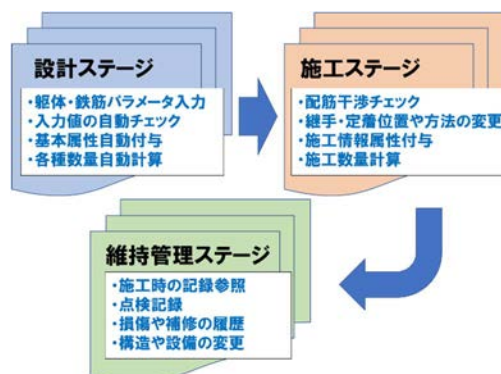 設計ステージ
・躯体・鉄筋パラメータ入力
・入力値の自動チェック
・基本属性自動付与
・各種数量自動計算
施工ステージ
・配筋干渉チェック
・継手・定着位置や方法の変更
・施工情報属性付与
・施工数量計算
維持管理ステージ
・施工時の記録参照
・点検記録
・損傷や補修の履歴
・構造や設備の変更